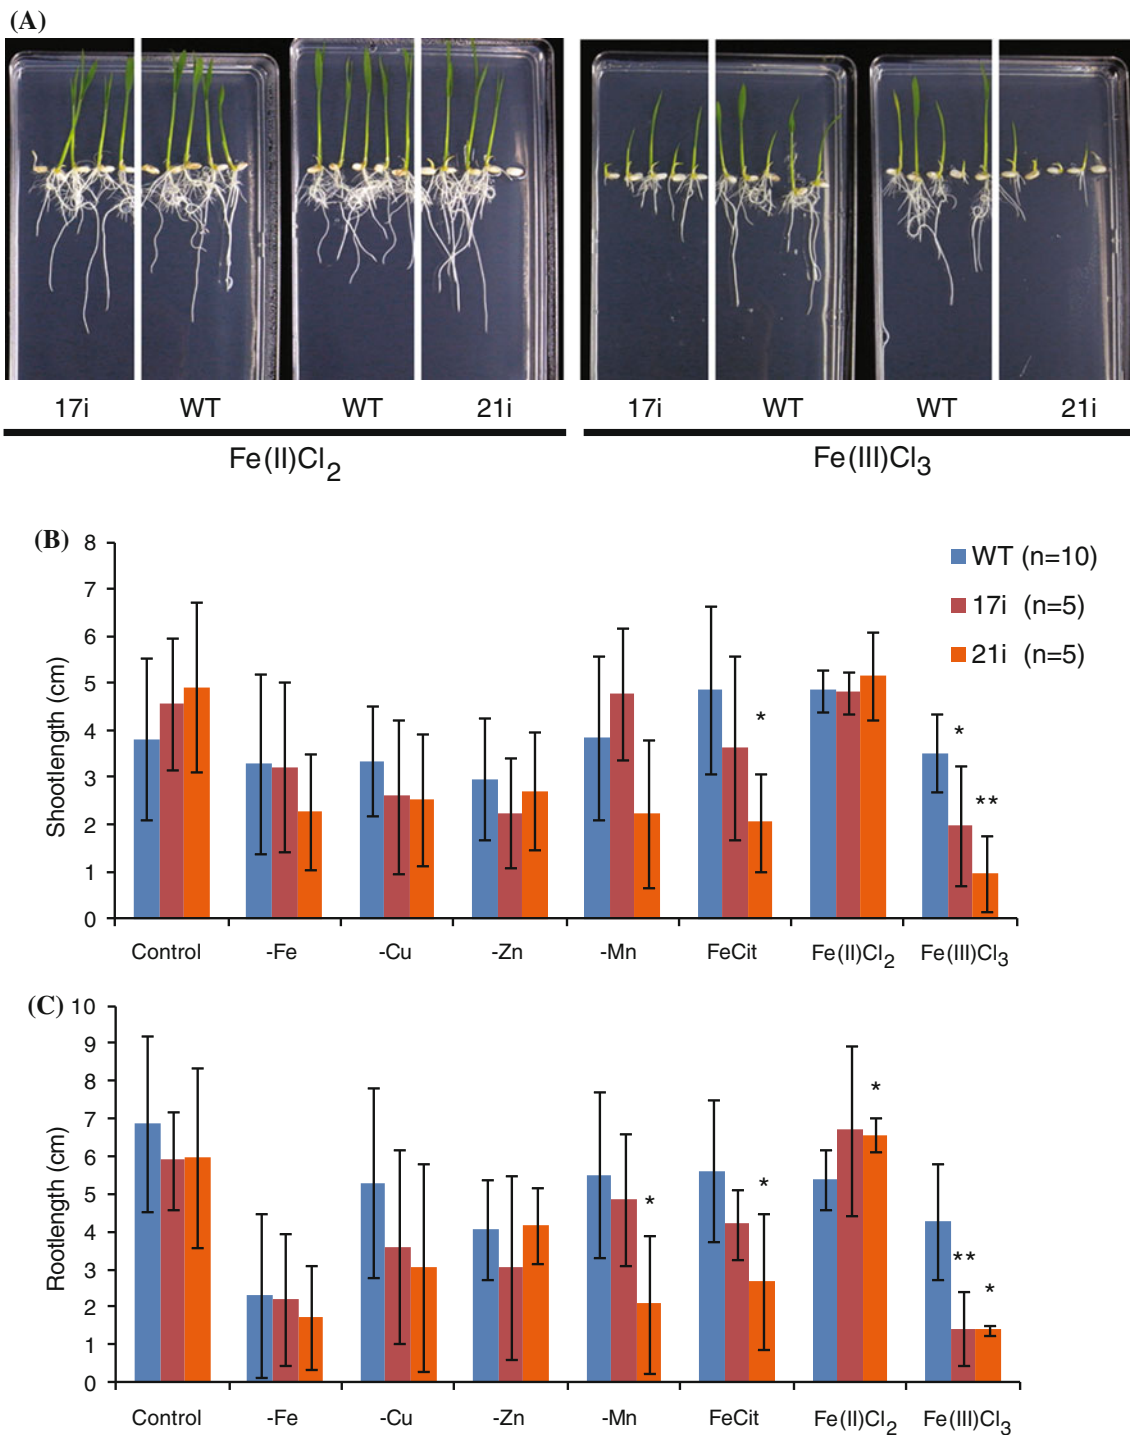 (A)
17i WT WT 21i 17i WT WT 21i
Fe(II)Cl2 Fe(III)Cl3
(B)
8
7
6
5
4
3
2
1
0
Shootlength (cm)
WT (n=10)
17i (n=5)
21i (n=5)
*
*
**
Control -Fe -Cu -Zn -Mn FeCit Fe(II)Cl2 Fe(III)Cl3
(C)
10
9
8
7
6
5
4
3
2
1
0
Rootlength (cm)
*
*
*
**
*
Control -Fe -Cu -Zn -Mn FeCit Fe(II)Cl2 Fe(III)Cl3